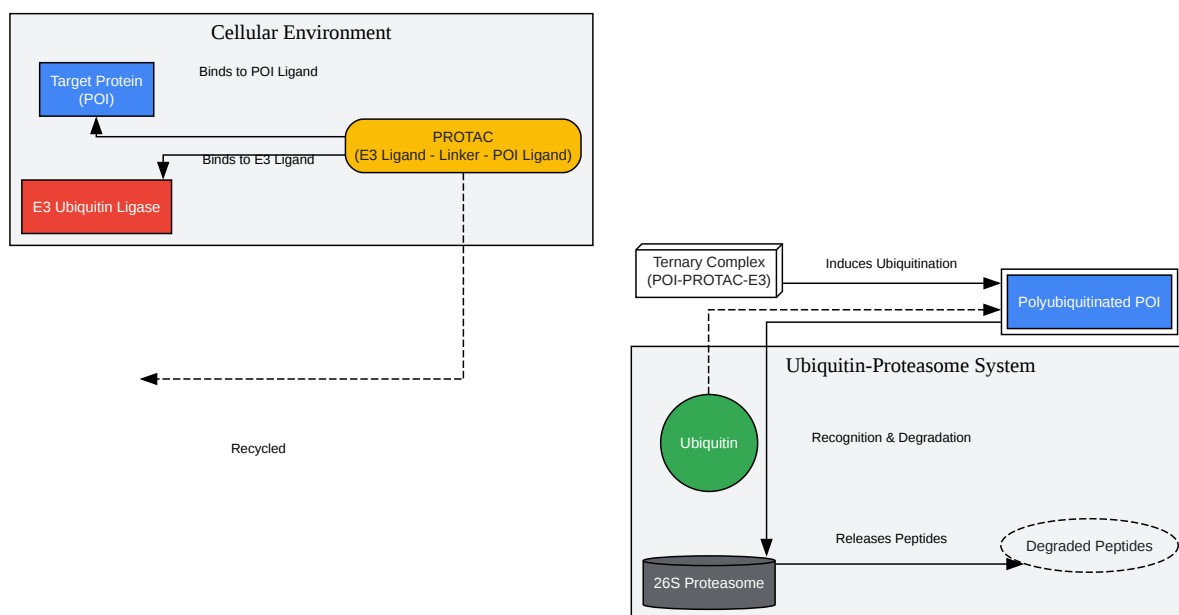 Cellular Environment
Binds to POI Ligand
Target Protein
(POI)
PROTAC
(E3 Ligand - Linker - POI Ligand)
Binds to E3 Ligand
E3 Ubiquitin Ligase
Ternary Complex
(POI-PROTAC-E3)
Induces Ubiquitination
Polyubiquitinated POI
Ubiquitin-Proteasome System
Ubiquitin
Recognition & Degradation
Recycled
Releases Peptides
Degraded Peptides
26S Proteasome